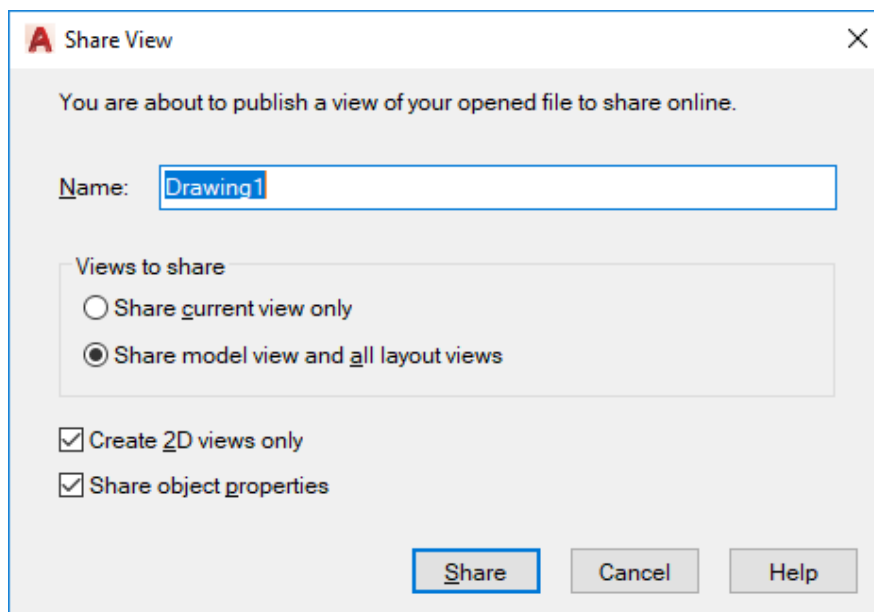 Share View
You are about to publish a view of your opened file to share online.
Name: Drawing1
Views to share
Share current view only
Share model view and all layout views
Create 2D views only
Share object properties
Share Cancel Help